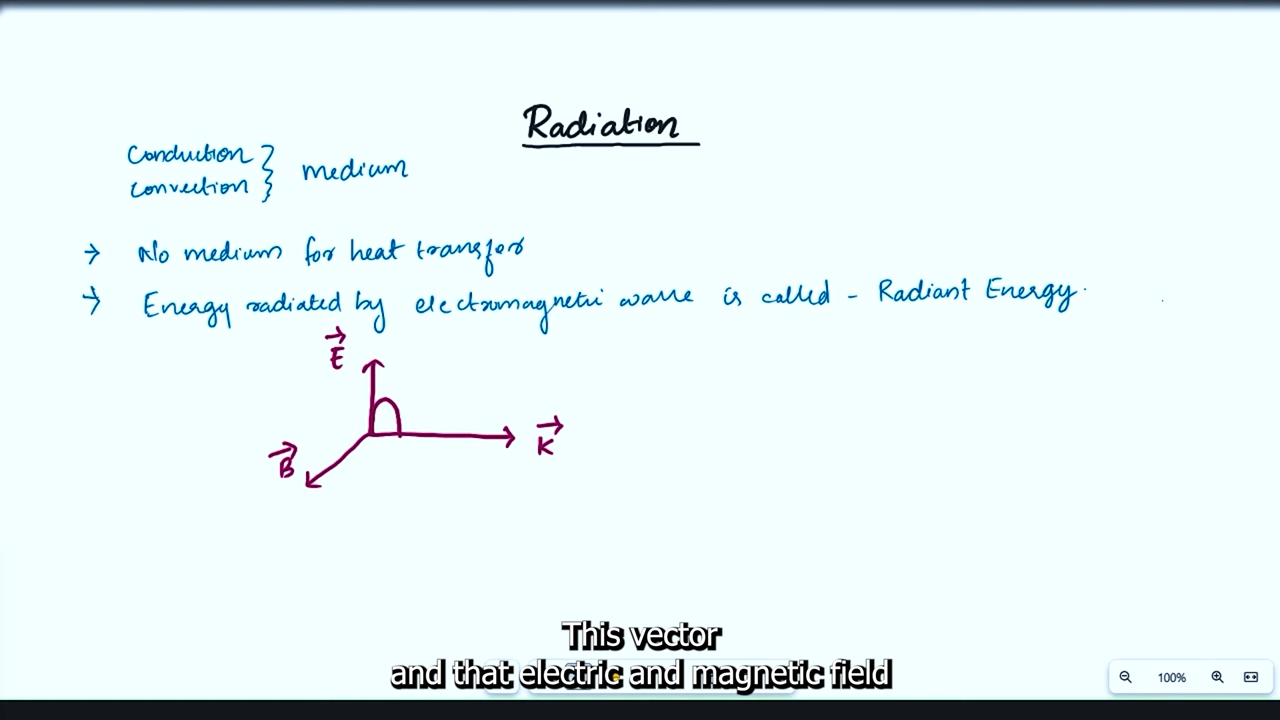 Radiation
Conduction
Convection
medium
→ No medium for heat transfer
→ Energy radiated by electromagnetic wave is called - Radiant Energy.
E
B
K
This vector
and that electric and magnetic field
100%